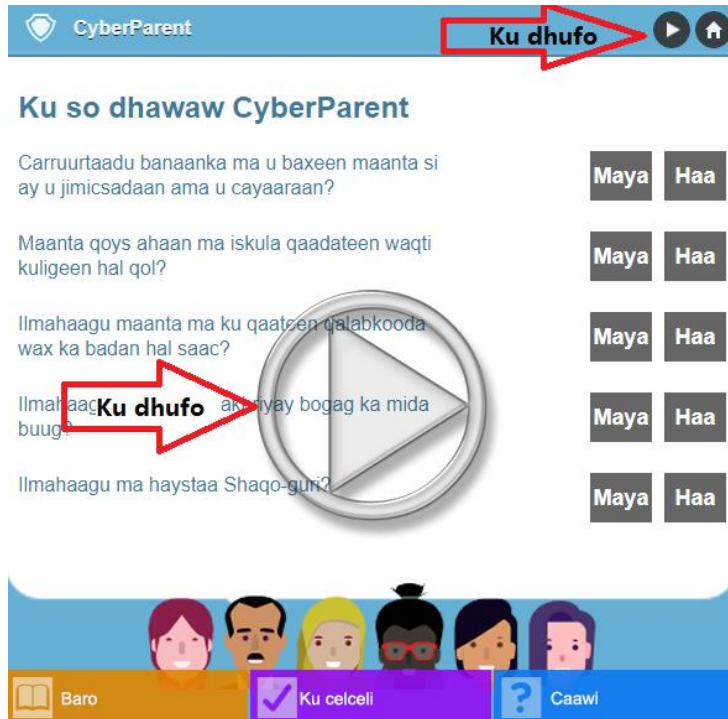 CyberParent
Ku dhufo
Ku so dhawaw CyberParent
Carruurtaadu banaanka ma u baxeen maanta si
ay u jimicsadaan ama u cayaaraan?
Maya Haa
Maanta qoys ahaan ma iskula qaadateen waqti
kuligeen hal qol?
Maya Haa
Ilmahaagu maanta ma ku qaateen qalabkooda
wax ka badan hal saac?
Maya Haa
bogag ka mida
buug?
Ku dhufo
Maya Haa
Ilmahaagu ma haystaa Shaqo-guri?
Maya Haa
Baro
Ku celceli
Caawi